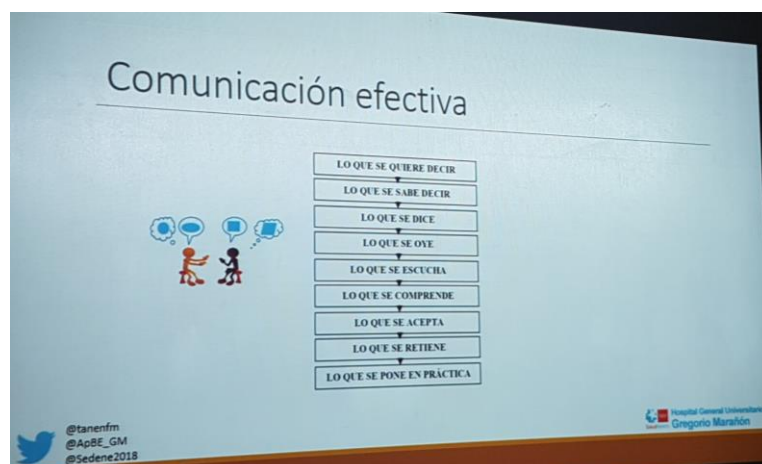 Comunicación efectiva
LO QUE SE QUIERE DECIR
LO QUE SE SABE DECIR
LO QUE SE DICE
LO QUE SE OYE
LO QUE SE ESCUCHA
LO QUE SE COMPRENDE
LO QUE SE ACEPTA
LO QUE SE RETIENE
LO QUE SE PONE EN PRÁCTICA
@tanenfm
@ApBE_GM
@Sedene2018
Hospital General Universitario
Gregorio Marañón